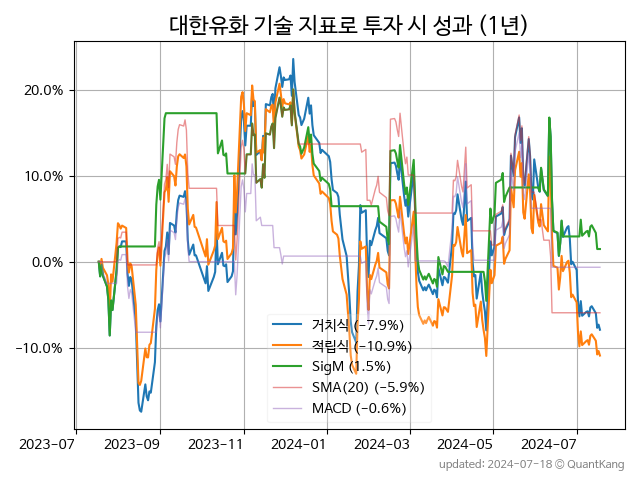 대한유화 기술 지표로 투자 시 성과 (1년)
20.0%
10.0%
0.0%
−10.0%
거치식 (−7.9%)
적립식 (−10.9%)
SigM (1.5%)
SMA(20) (−5.9%)
MACD (−0.6%)
2023-07 2023-09 2023-11 2024-01 2024-03 2024-05 2024-07
updated: 2024-07-18 © QuantKang